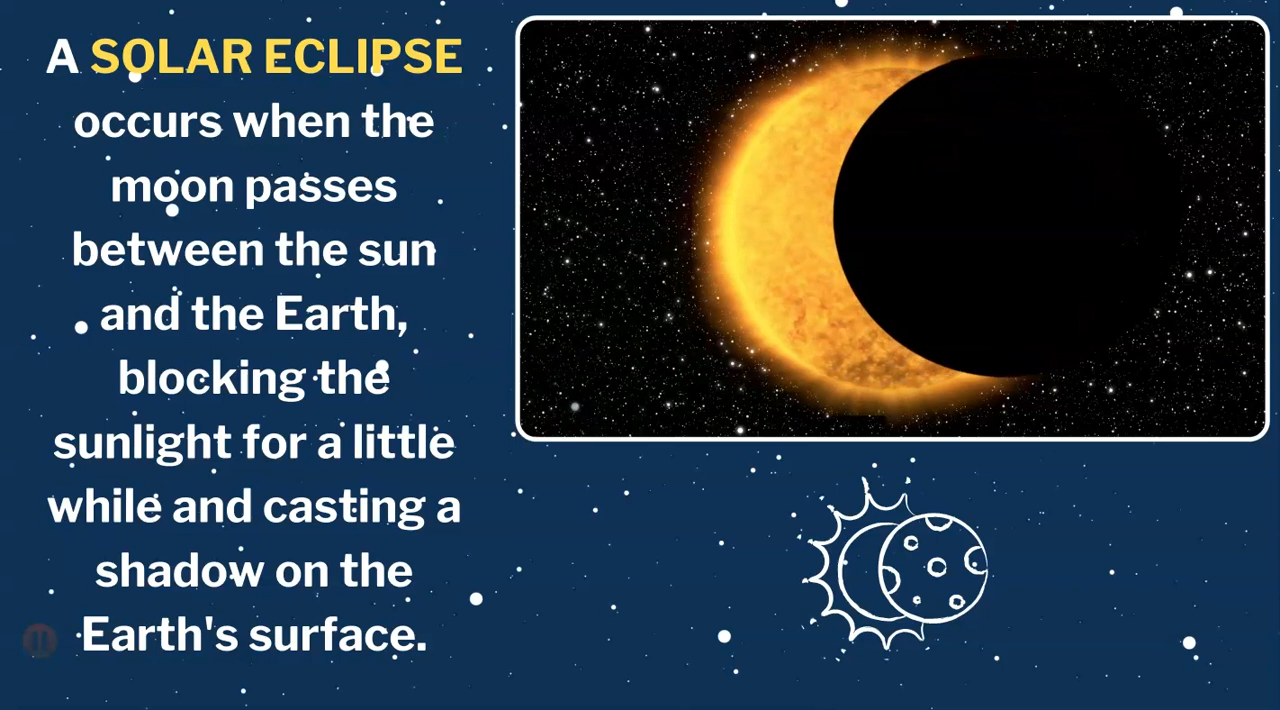 A SOLAR ECLIPSE
occurs when the
moon passes
between the sun
and the Earth,
blocking the
sunlight for a little
while and casting a
shadow on the
Earth's surface.